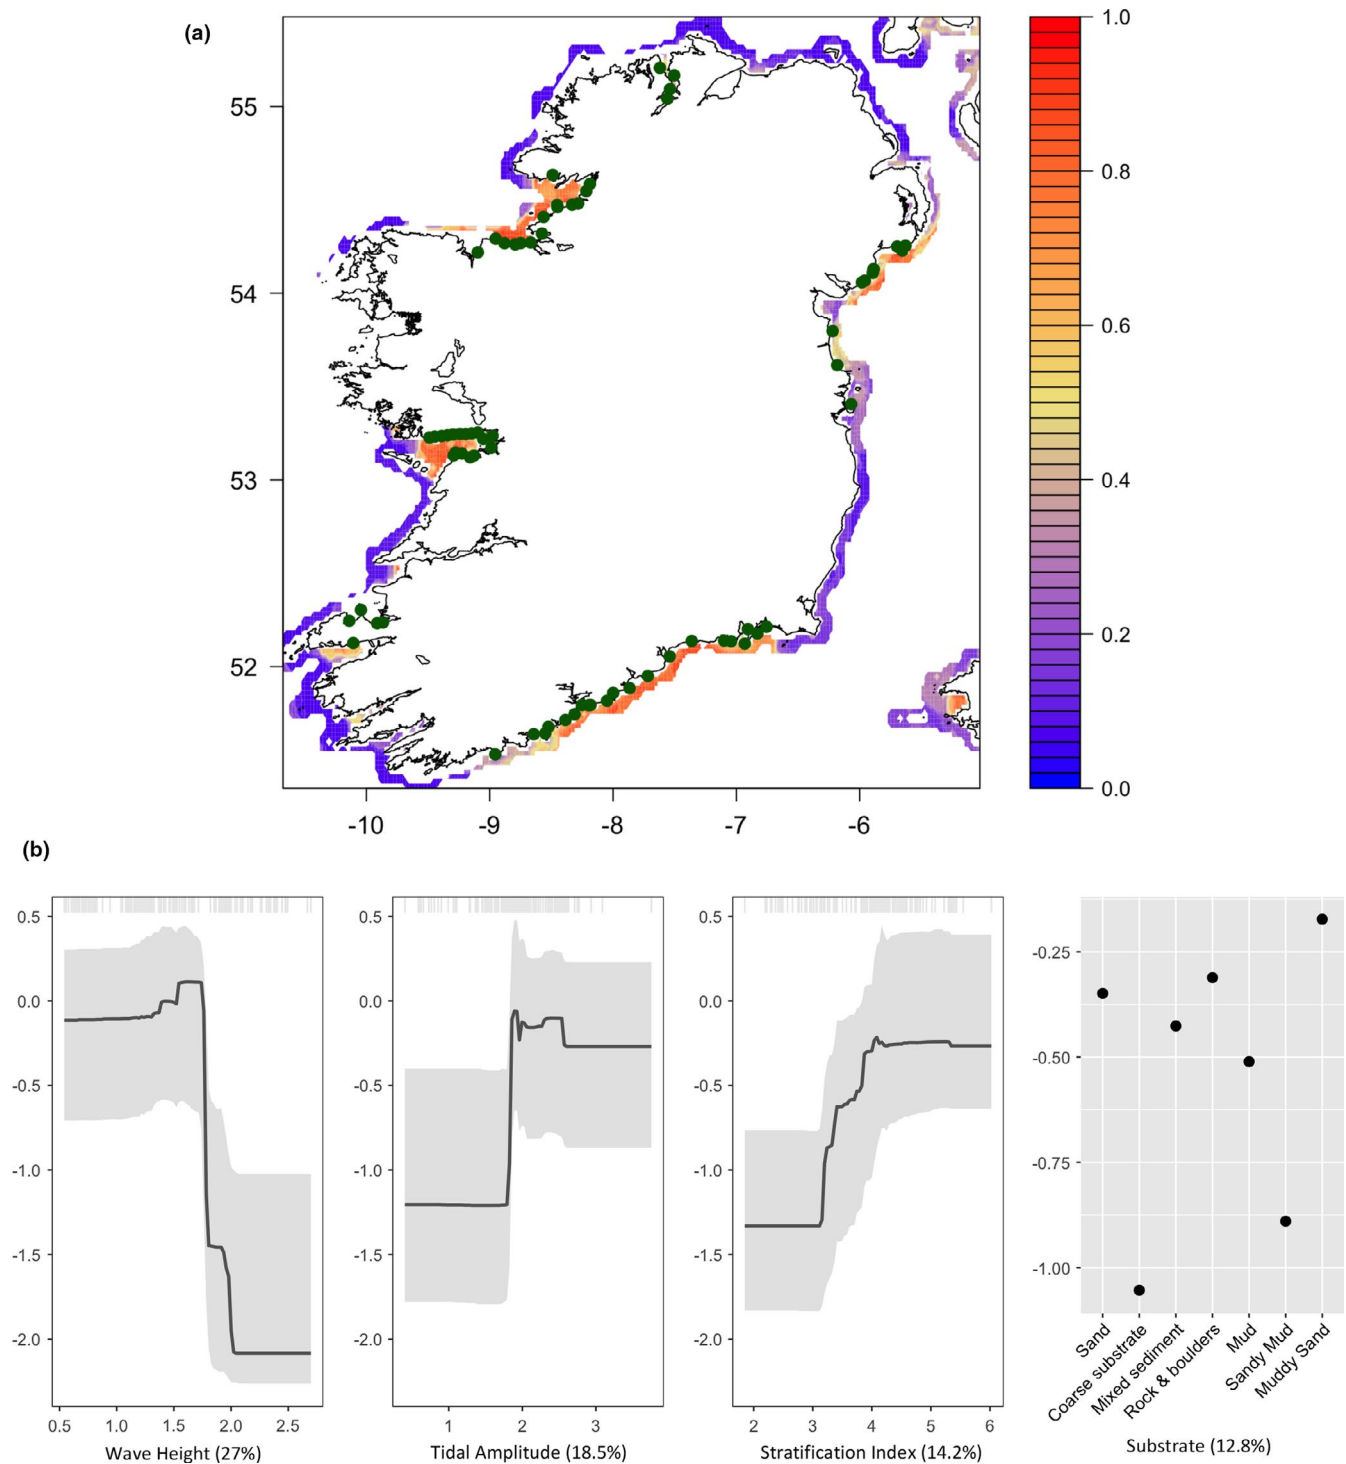 (a)
55
54
53
52
-10 -9 -8 -7 -6
1.0
0.8
0.6
0.4
0.2
0.0
(b)
0.5
0.0
-0.5
-1.0
-1.5
-2.0
0.5 1.0 1.5 2.0 2.5
Wave Height (27%)
0.5
0.0
-0.5
-1.0
-1.5
-2.0
1 2 3
Tidal Amplitude (18.5%)
0.5
0.0
-0.5
-1.0
-1.5
-2.0
2 3 4 5 6
Stratification Index (14.2%)
-0.25
-0.50
-0.75
-1.00
Sand
Coarse substrate
Mixed sediment
Rock & boulders
Mud
Sandy Mud
Muddy Sand
Substrate (12.8%)